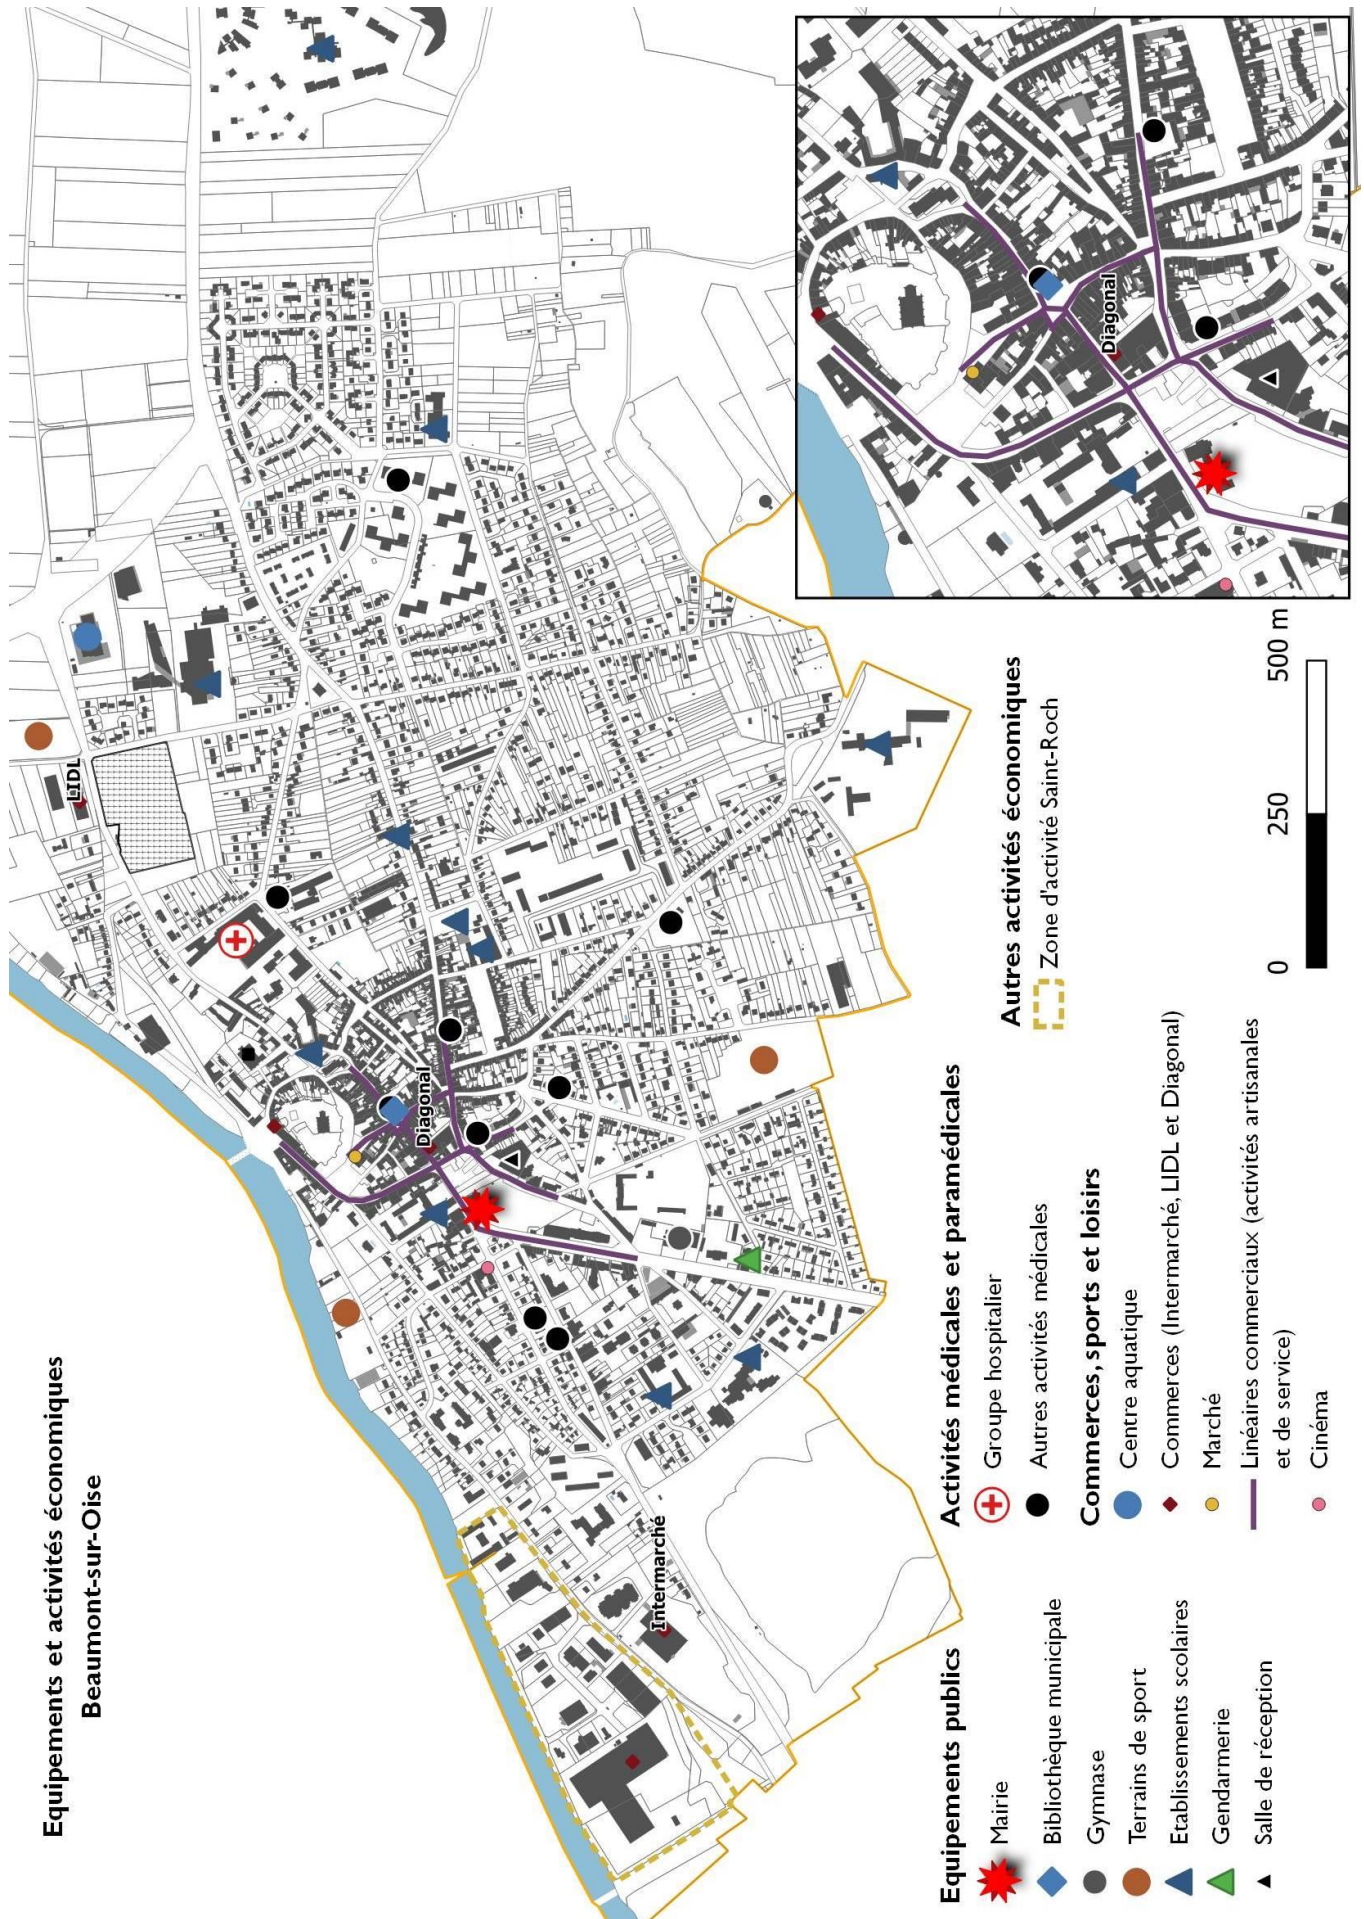 Equipements et activités économiques
Beaumont-sur-Oise
LIDL
Diagonal
Intermarché
Diagonal
Equipements publics
Mairie
Bibliothèque municipale
Gymnase
Terrains de sport
Etablissements scolaires
Gendarmerie
Salle de réception
Activités médicales et paramédicales
Groupe hospitalier
Autres activités médicales
Commerces, sports et loisirs
Centre aquatique
Commerces (Intermarché, LIDL et Diagonal)
Marché
Linéaires commerciaux (activités artisanales
et de service)
Cinéma
Autres activités économiques
Zone d'activité Saint-Roch
0 250 500 m